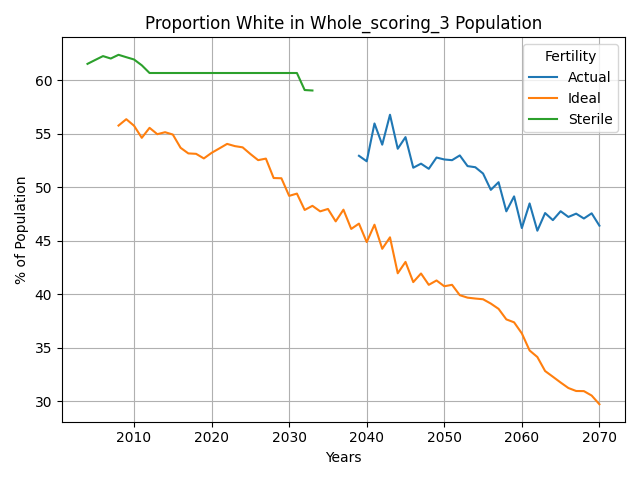 Proportion White in Whole_scoring_3 Population
Fertility
Actual
Ideal
Sterile
% of Population
60
55
50
45
40
35
30
2010 2020 2030 2040 2050 2060 2070
Years